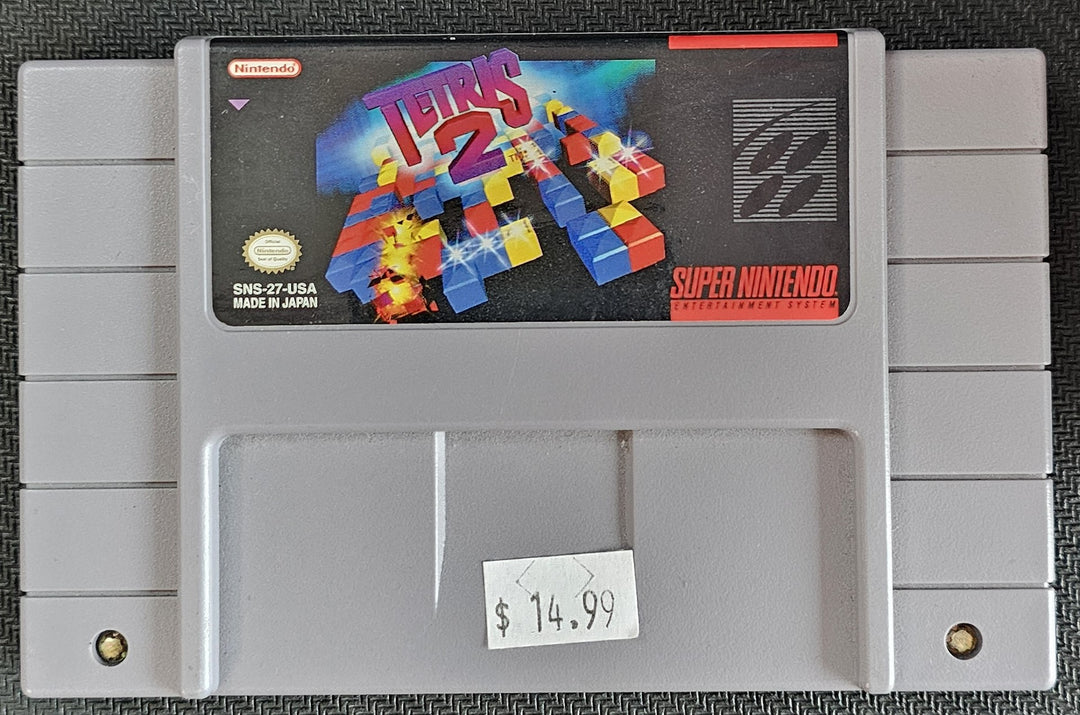 Nintendo
TETRIS
2
TM
Official
Nintendo
Seal of Quality
SNS-27-USA
MADE IN JAPAN
SUPER NINTENDO
ENTERTAINMENT SYSTEM
$ 14.99